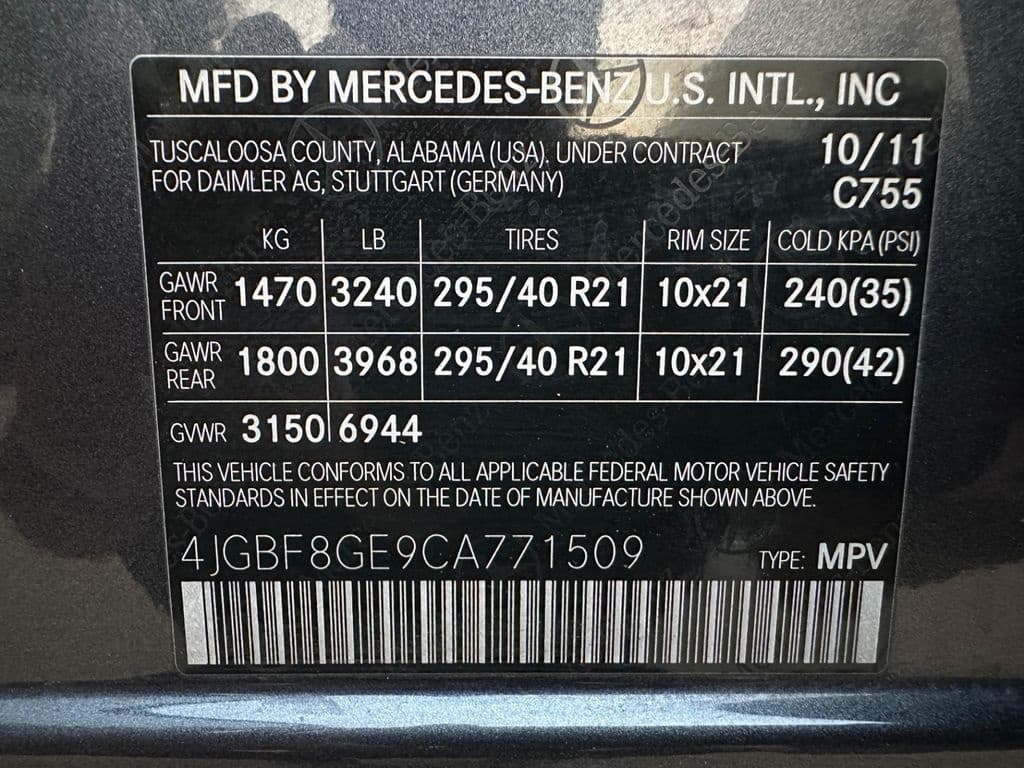 MFD BY MERCEDES-BENZ U.S. INTL., INC
TUSCALOOSA COUNTY, ALABAMA (USA). UNDER CONTRACT 10/11
FOR DAIMLER AG, STUTTGART (GERMANY) C755
KG LB TIRES RIM SIZE COLD KPA (PSI)
GAWR FRONT 1470 3240 295/40 R21 10x21 240(35)
GAWR REAR 1800 3968 295/40 R21 10x21 290(42)
GVWR 3150 6944
THIS VEHICLE CONFORMS TO ALL APPLICABLE FEDERAL MOTOR VEHICLE SAFETY
STANDARDS IN EFFECT ON THE DATE OF MANUFACTURE SHOWN ABOVE.
4JGBF8GE9CA771509 TYPE: MPV